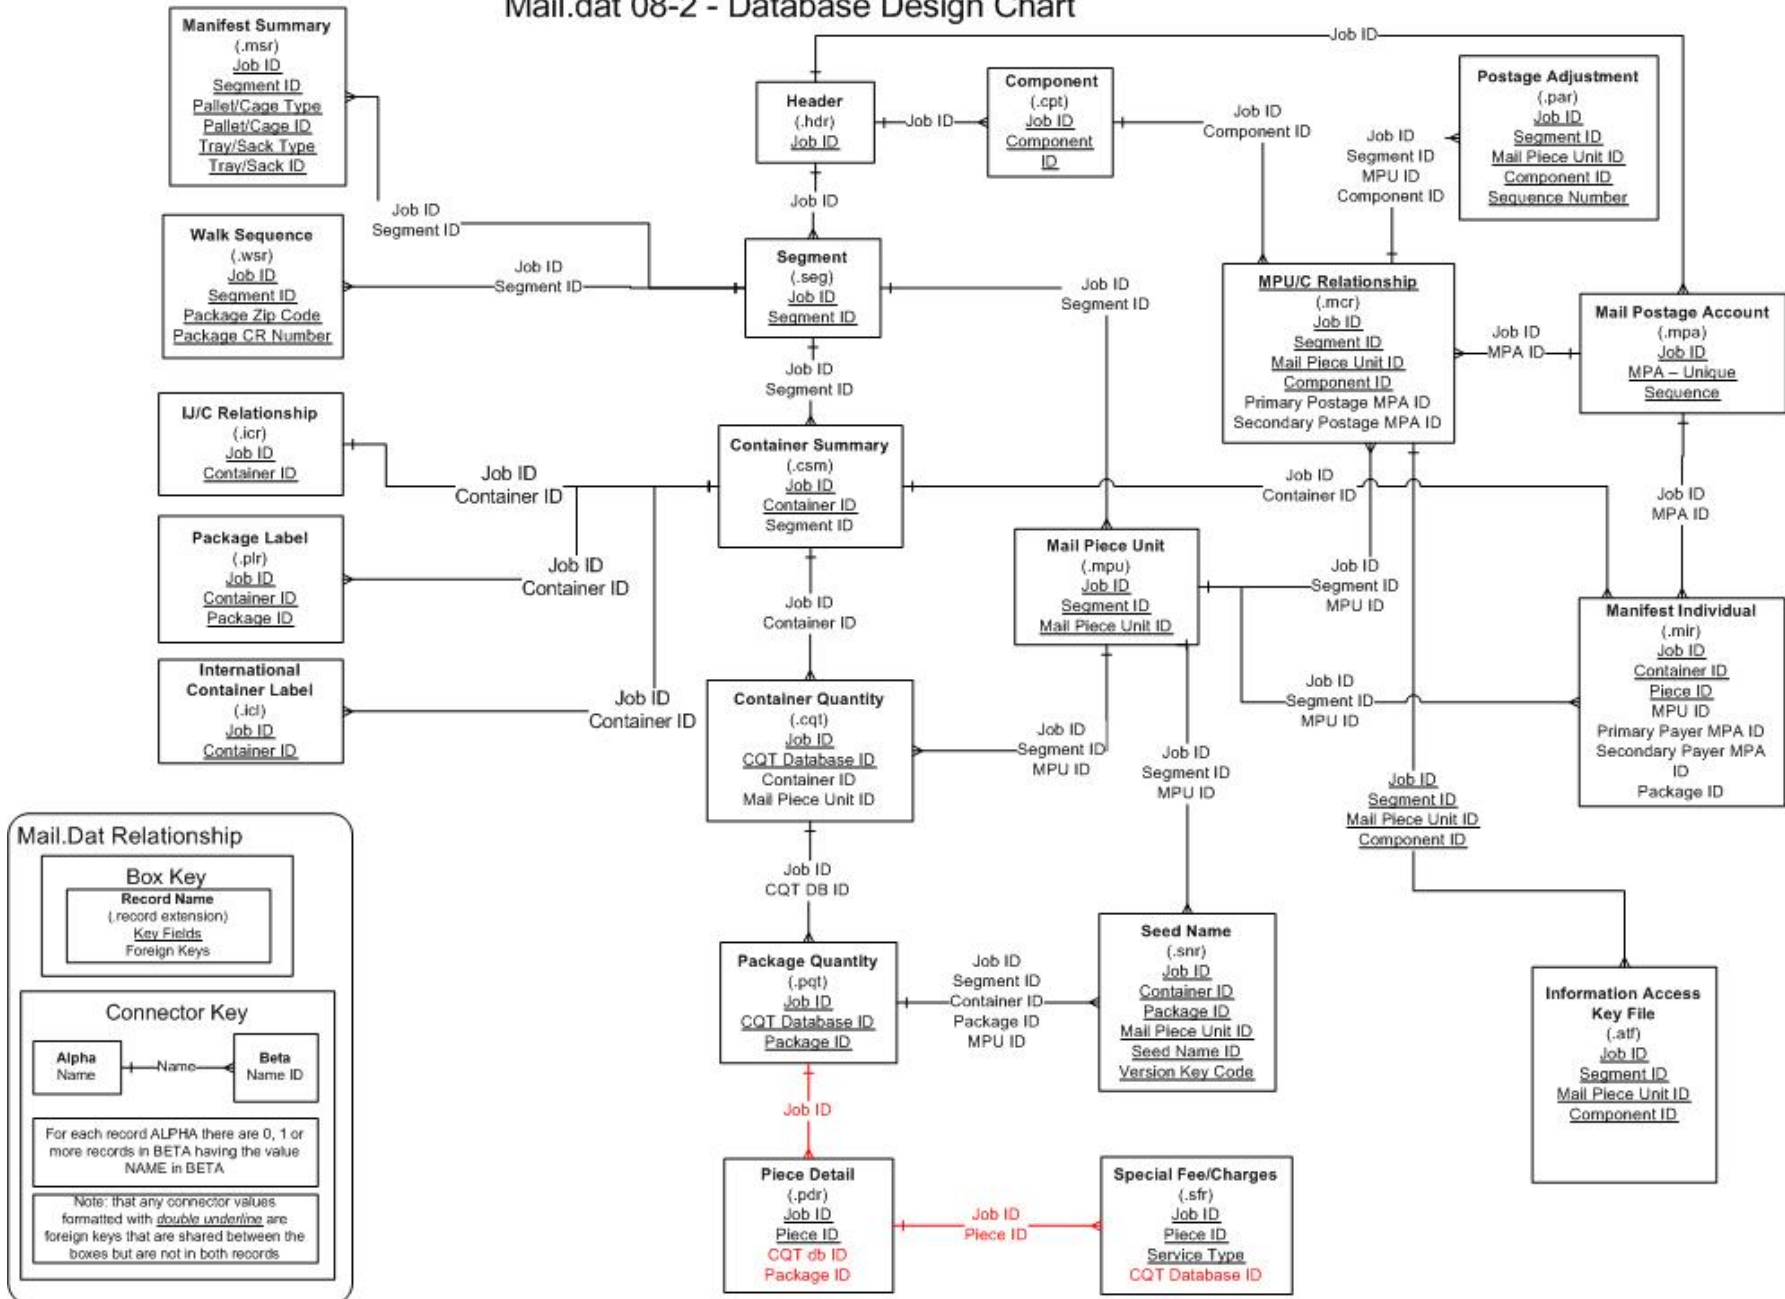 Mail.dat 08-2 - Database Design Chart
Manifest Summary
(.msr)
Job ID
Segment ID
Pallet/Cage Type
Pallet/Cage ID
Tray/Sack Type
Tray/Sack ID
Header
(.hdr)
Job ID
Job ID
Component
(.cpt)
Job ID
Component
ID
Job ID
Component ID
Job ID
Postage Adjustment
(.par)
Job ID
Segment ID
Mail Piece Unit ID
Component ID
Sequence Number
Job ID
Segment ID
MPU ID
Component ID
Job ID
Job ID
Segment ID
Walk Sequence
(.wsr)
Job ID
Segment ID
Package Zip Code
Package CR Number
Job ID
Segment ID
Segment
(.seg)
Job ID
Segment ID
Job ID
Segment ID
MPU/C Relationship
(.mcr)
Job ID
Segment ID
Mail Piece Unit ID
Component ID
Primary Postage MPA ID
Secondary Postage MPA ID
Job ID
MPA ID
Mail Postage Account
(.mpa)
Job ID
MPA – Unique
Sequence
Job ID
Segment ID
IJ/C Relationship
(.icr)
Job ID
Container ID
Job ID
Container ID
Container Summary
(.csm)
Job ID
Container ID
Segment ID
Job ID
Container ID
Job ID
MPA ID
Package Label
(.plr)
Job ID
Container ID
Package ID
Job ID
Container ID
Job ID
Container ID
Mail Piece Unit
(.mpu)
Job ID
Segment ID
Mail Piece Unit ID
Job ID
Segment ID
MPU ID
Manifest Individual
(.mir)
Job ID
Container ID
Piece ID
MPU ID
Primary Payer MPA ID
Secondary Payer MPA
ID
Package ID
International
Container Label
(.icl)
Job ID
Container ID
Job ID
Container ID
Container Quantity
(.cqt)
Job ID
CQT Database ID
Container ID
Mail Piece Unit ID
Job ID
Segment ID
MPU ID
Job ID
Segment ID
MPU ID
Job ID
Segment ID
MPU ID
Job ID
Segment ID
Mail Piece Unit ID
Component ID
Job ID
CQT DB ID
Package Quantity
(.pqt)
Job ID
CQT Database ID
Package ID
Job ID
Segment ID
Container ID
Package ID
MPU ID
Seed Name
(.snr)
Job ID
Container ID
Package ID
Mail Piece Unit ID
Seed Name ID
Version Key Code
Information Access
Key File
(.atf)
Job ID
Segment ID
Mail Piece Unit ID
Component ID
Job ID
Piece Detail
(.pdr)
Job ID
Piece ID
CQT db ID
Package ID
Job ID
Piece ID
Special Fee/Charges
(.sfr)
Job ID
Piece ID
Service Type
CQT Database ID
Mail.Dat Relationship
Box Key
Record Name
(.record extension)
Key Fields
Foreign Keys
Connector Key
Alpha
Name
Name
Beta
Name ID
For each record ALPHA there are 0, 1 or
more records in BETA having the value
NAME in BETA
Note: that any connector values
formatted with double underline are
foreign keys that are shared between the
boxes but are not in both records